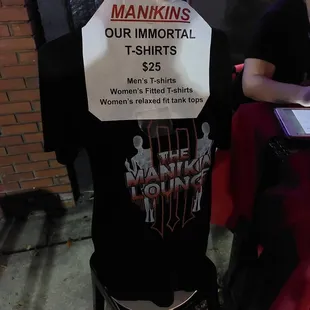 MANIKINS
OUR IMMORTAL
T-SHIRTS
$25
Men's T-shirts
Women's Fitted T-shirts
Women's relaxed fit tank tops
THE
MANIKIN
LOUNGE